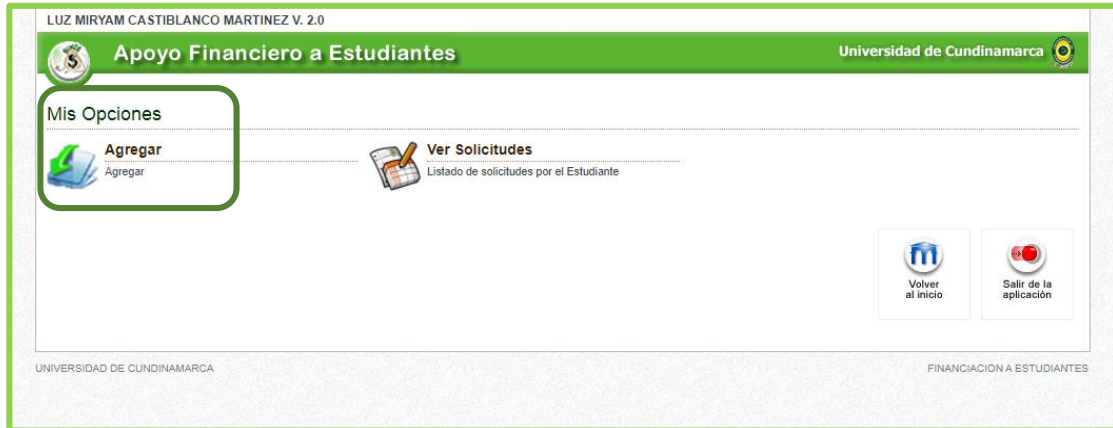 LUZ MIRYAM CASTIBLANCO MARTINEZ V. 2.0
Apoyo Financiero a Estudiantes
Universidad de Cundinamarca
Mis Opciones
Agregar
Agregar
Ver Solicitudes
Listado de solicitudes por el Estudiante
Volver
al inicio
Salir de la
aplicación
UNIVERSIDAD DE CUNDINAMARCA
FINANCIACION A ESTUDIANTES